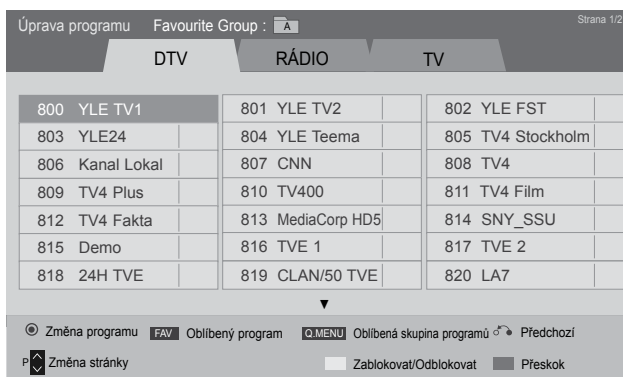 Úprava programu Favourite Group : A Strana 1/2
DTV RÁDIO TV
800 YLE TV1 801 YLE TV2 802 YLE FST
803 YLE24 804 YLE Teema 805 TV4 Stockholm
806 Kanal Lokal 807 CNN 808 TV4
809 TV4 Plus 810 TV400 811 TV4 Film
812 TV4 Fakta 813 MediaCorp HD5 814 SNY_SSU
815 Demo 816 TVE 1 817 TVE 2
818 24H TVE 819 CLAN/50 TVE 820 LA7
Změna programu FAV Oblíbený program Q.MENU Oblíbená skupina programů Předchozí
P Změna stránky Zablokovat/Odblokovat Přeskok